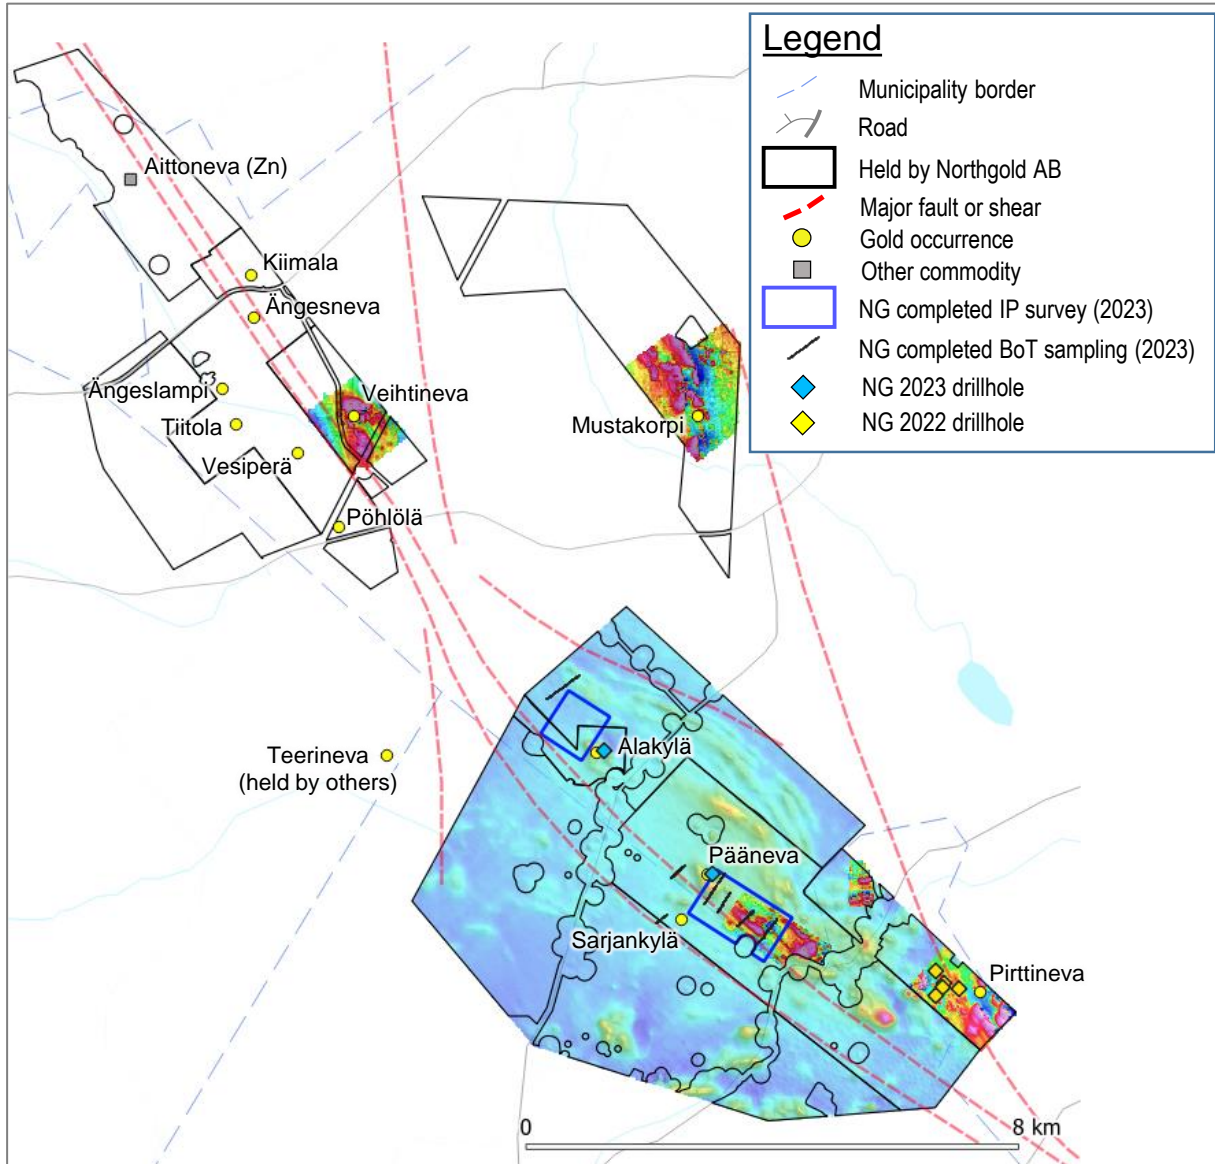 Legend
Municipality border
Road
Held by Northgold AB
Major fault or shear
Gold occurrence
Other commodity
NG completed IP survey (2023)
NG completed BoT sampling (2023)
NG 2023 drillhole
NG 2022 drillhole
Aittoneva (Zn)
Kiimala
Ängesneva
Ängeslampi
Veihtineva
Tiitola
Vesiperä
Mustakorpi
Pöhlölä
Teerineva
(held by others)
Alakylä
Pääneva
Sarjankylä
Pirttineva
0
8 km